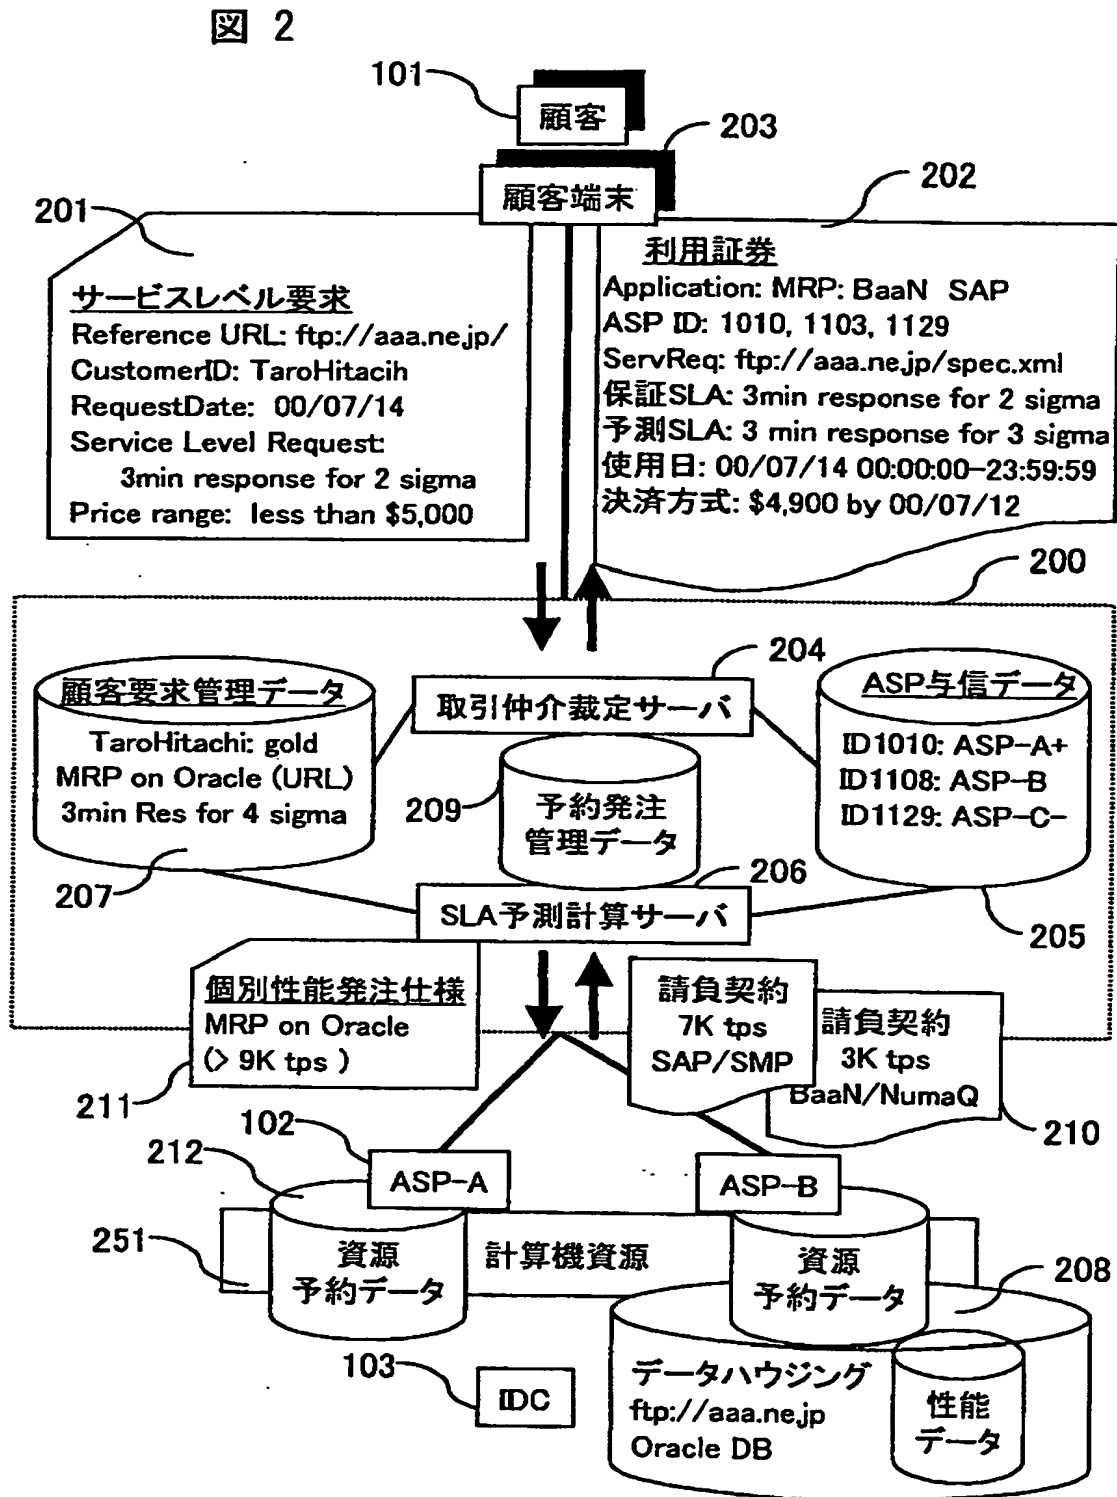 図 2
101
顧客
203
顧客端末
202
201
サービスレベル要求
Reference URL: ftp://aaa.ne.jp/
CustomerID: TaroHitacih
RequestDate: 00/07/14
Service Level Request:
3min response for 2 sigma
Price range: less than $5,000
利用証券
Application: MRP: BaaN SAP
ASP ID: 1010, 1103, 1129
ServReq: ftp://aaa.ne.jp/spec.xml
保証SLA: 3min response for 2 sigma
予測SLA: 3 min response for 3 sigma
使用日: 00/07/14 00:00:00-23:59:59
決済方式: $4,900 by 00/07/12
200
204
顧客要求管理データ
TaroHitachi: gold
MRP on Oracle (URL)
3min Res for 4 sigma
207
取引仲介裁定サーバ
209
予約発注
管理データ
ASP与信データ
ID1010: ASP-A+
ID1108: ASP-B
ID1129: ASP-C-
205
206
SLA予測計算サーバ
個別性能発注仕様
MRP on Oracle
(> 9K tps )
211
請負契約
7K tps
SAP/SMP
請負契約
3K tps
BaaN/NumaQ
210
102
212
ASP-A
ASP-B
251
資源
予約データ
計算機資源
資源
予約データ
208
103
IDC
データハウジング
ftp://aaa.ne.jp
Oracle DB
性能
データ